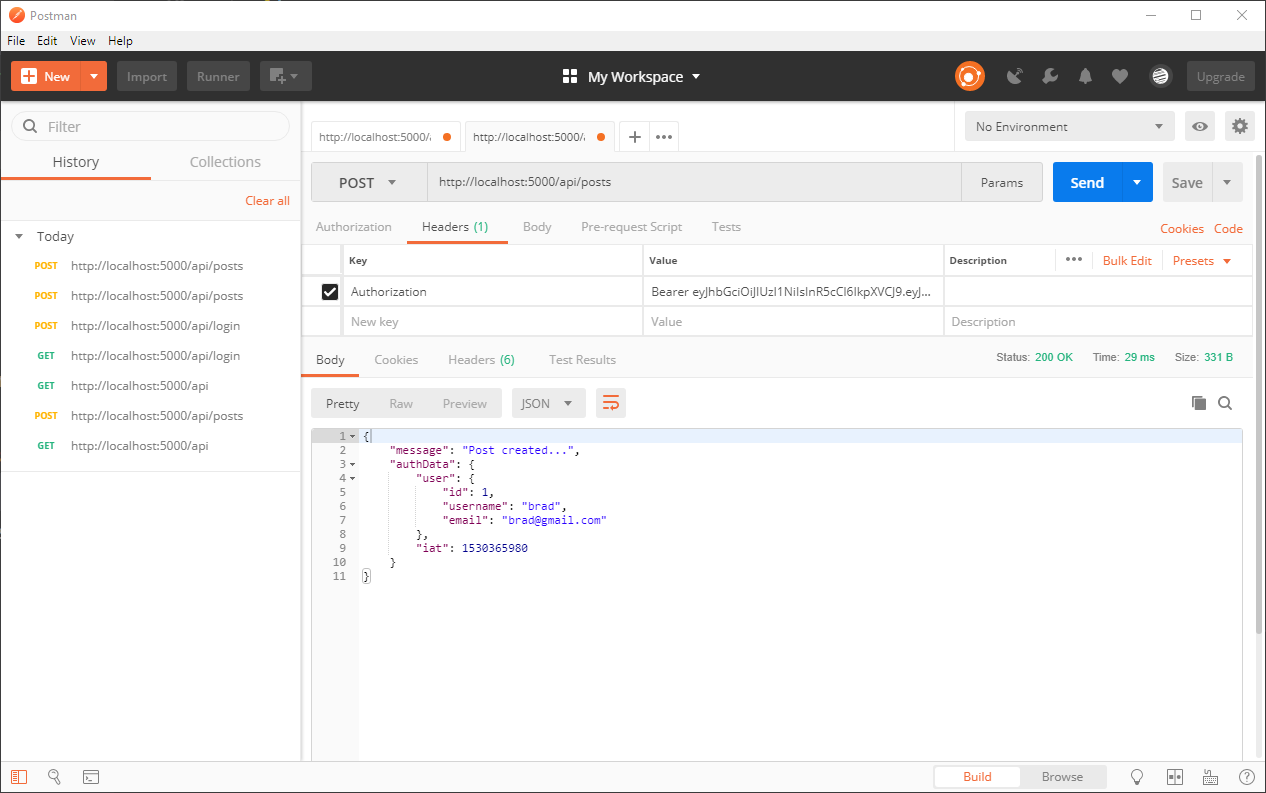 Postman
File Edit View Help
New Import Runner My Workspace Upgrade
Filter
History Collections
Clear all
Today
POST http://localhost:5000/api/posts
POST http://localhost:5000/api/posts
POST http://localhost:5000/api/login
GET http://localhost:5000/api/login
GET http://localhost:5000/api
POST http://localhost:5000/api/posts
GET http://localhost:5000/api
http://localhost:5000/ http://localhost:5000/ + ••• No Environment
POST http://localhost:5000/api/posts Params Send Save
Authorization Headers (1) Body Pre-request Script Tests Cookies Code
Key Value Description ••• Bulk Edit Presets
Authorization Bearer eyJhbGciOiJIUzI1NiIsInR5cCI6IkpXVCJ9.eyJ...
New key Value Description
Body Cookies Headers (6) Test Results Status: 200 OK Time: 29 ms Size: 331 B
Pretty Raw Preview JSON
1 {
2 "message": "Post created...",
3 "authData": {
4 "user": {
5 "id": 1,
6 "username": "brad",
7 "email": "brad@gmail.com"
8 },
9 "iat": 1530365980
10 }
11 }
Build Browse